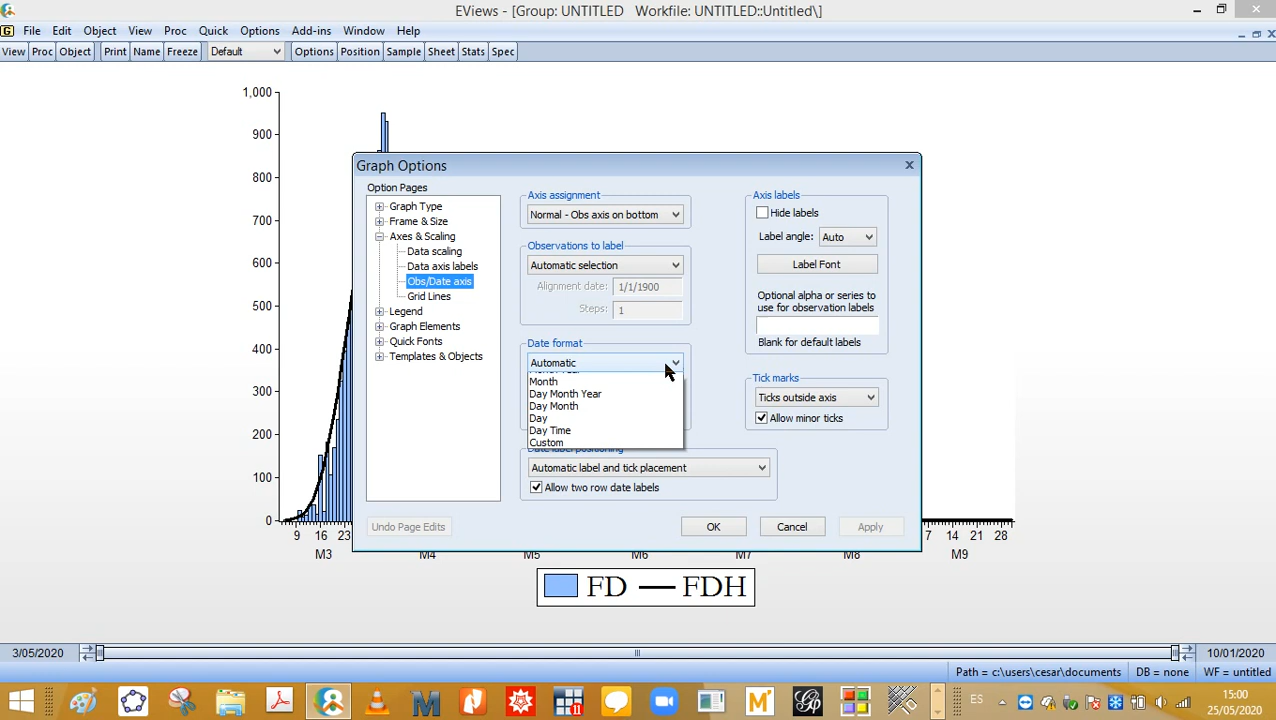 EViews - [Group: UNTITLED   Workfile: UNTITLED::Untitled\]
File Edit Object View Proc Quick Options Add-ins Window Help
View Proc Object Print Name Freeze Default Options Position Sample Sheet Stats Spec
1,000
900
800
700
600
500
400
300
200
100
0
9 16 23
7 14 21 28
M3 M4 M5 M6 M7 M8 M9
FD FDH
Graph Options
Option Pages
Graph Type
Frame & Size
Axes & Scaling
Data scaling
Data axis labels
Obs/Date axis
Grid Lines
Legend
Graph Elements
Quick Fonts
Templates & Objects
Undo Page Edits
Axis assignment
Normal - Obs axis on bottom
Observations to label
Automatic selection
Alignment date: 1/1/1900
Steps: 1
Date format
Automatic
Month
Day Month Year
Day Month
Day
Day Time
Custom
Date label positioning
Automatic label and tick placement
Allow two row date labels
Axis labels
Hide labels
Label angle: Auto
Label Font
Optional alpha or series to
use for observation labels
Blank for default labels
Tick marks
Ticks outside axis
Allow minor ticks
OK Cancel Apply
3/05/2020 10/01/2020
Path = c:\users\cesar\documents DB = none WF = untitled
ES
15:00
25/05/2020